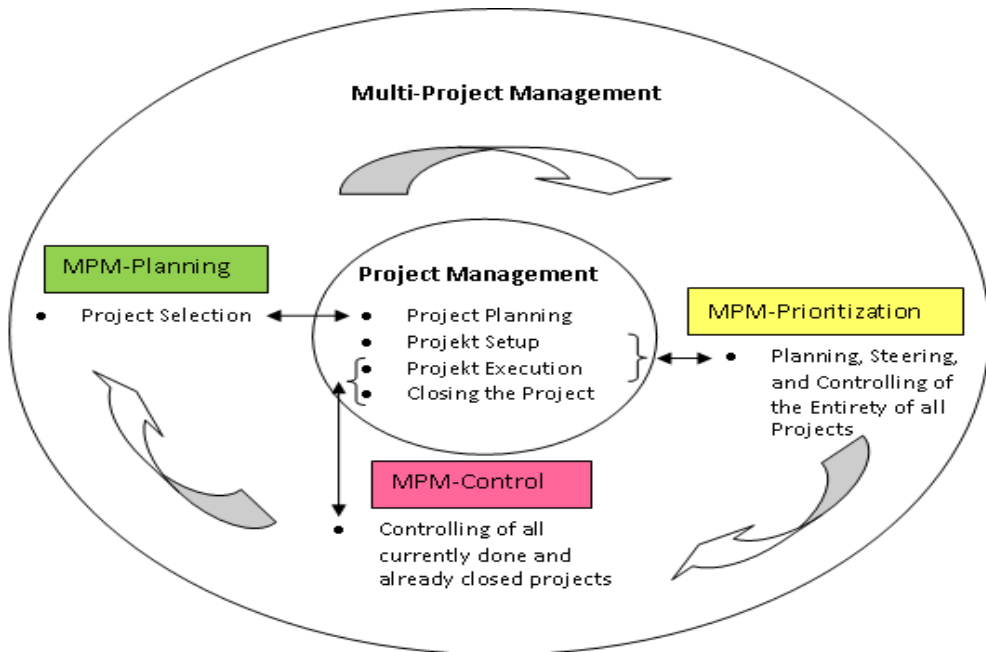 Multi-Project Management
MPM-Planning
• Project Selection
Project Management
• Project Planning
• Projekt Setup
• Projekt Execution
• Closing the Project
MPM-Prioritization
• Planning, Steering,
and Controlling of
the Entirety of all
Projects
MPM-Control
• Controlling of all
currently done and
already closed projects